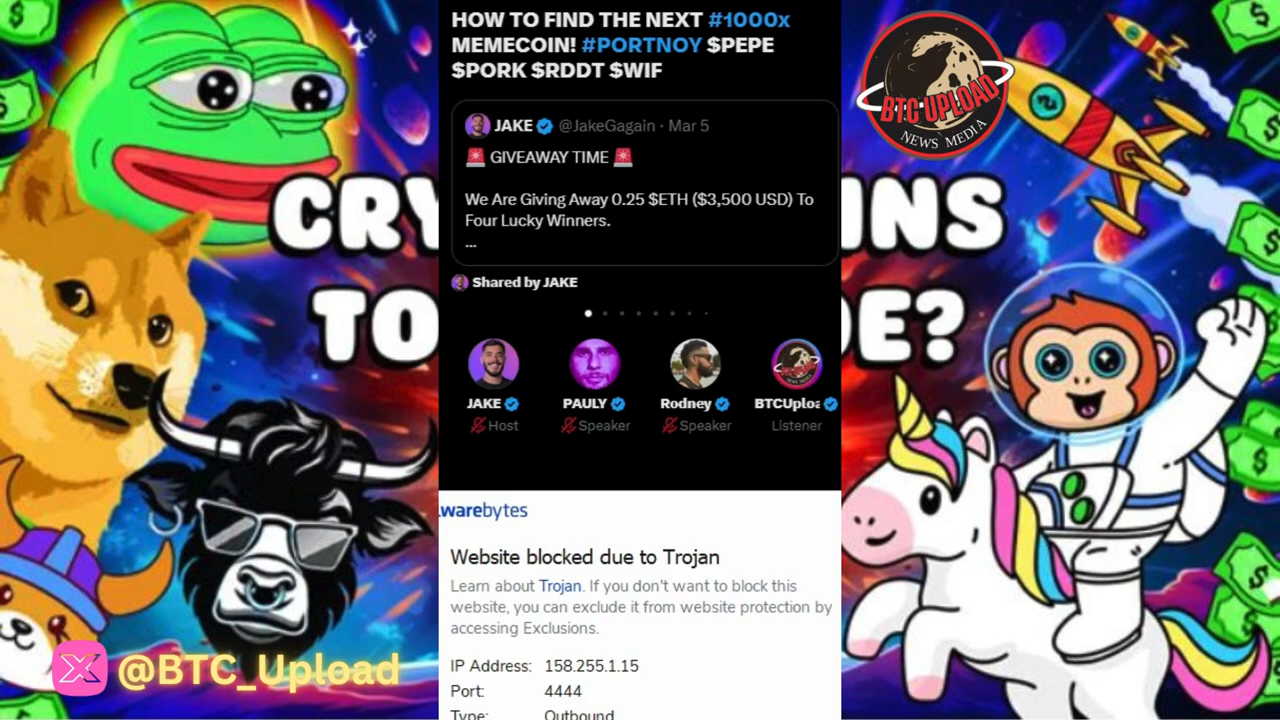 HOW TO FIND THE NEXT #1000x
MEMECOIN! #PORTNOY $PEPE
$PORK $RDDT $WIF
JAKE @JakeGagain · Mar 5
🚨 GIVEAWAY TIME 🚨
We Are Giving Away 0.25 $ETH ($3,500 USD) To
Four Lucky Winners.
...
Shared by JAKE
JAKE PAULY Rodney BTCUploa
Host Speaker Speaker Listener
warebytes
Website blocked due to Trojan
Learn about Trojan. If you don't want to block this
website, you can exclude it from website protection by
accessing Exclusions.
IP Address: 158.255.1.15
Port: 4444
Type: Outbound
CRY
INS
TO
DE?
BTC UPLOAD
NEWS MEDIA
@BTC_Upload